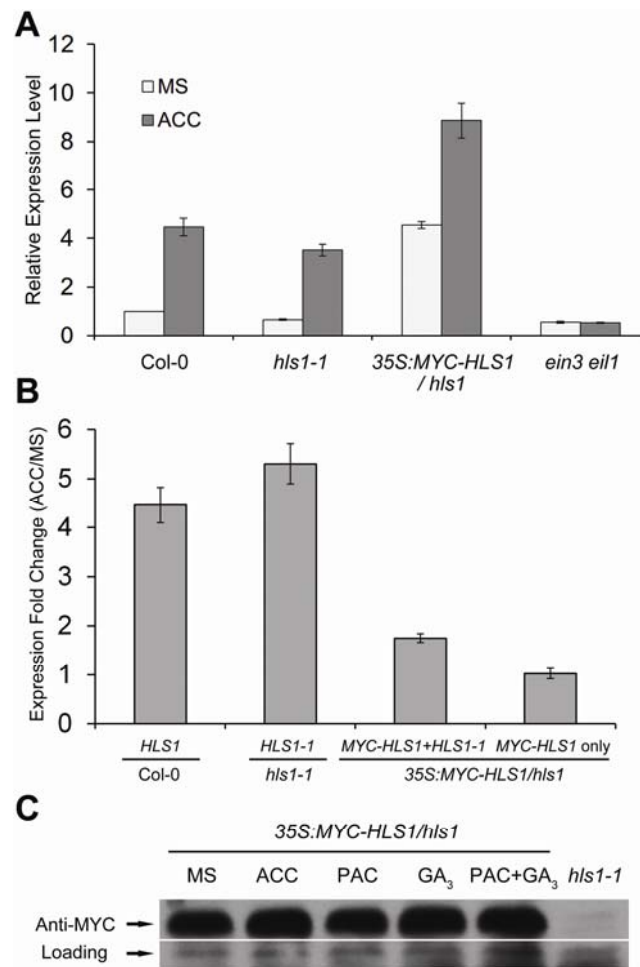 A
Relative Expression Level
12
10
8
6
4
2
0
MS
ACC
Col-0 hls1-1 35S:MYC-HLS1 / hls1 ein3 eil1
B
Expression Fold Change (ACC/MS)
6
5
4
3
2
1
0
HLS1 HLS1-1 MYC-HLS1+HLS1-1 MYC-HLS1 only
Col-0 hls1-1 35S:MYC-HLS1/hls1
C
35S:MYC-HLS1/hls1
MS ACC PAC GA3 PAC+GA3 hls1-1
Anti-MYC
Loading